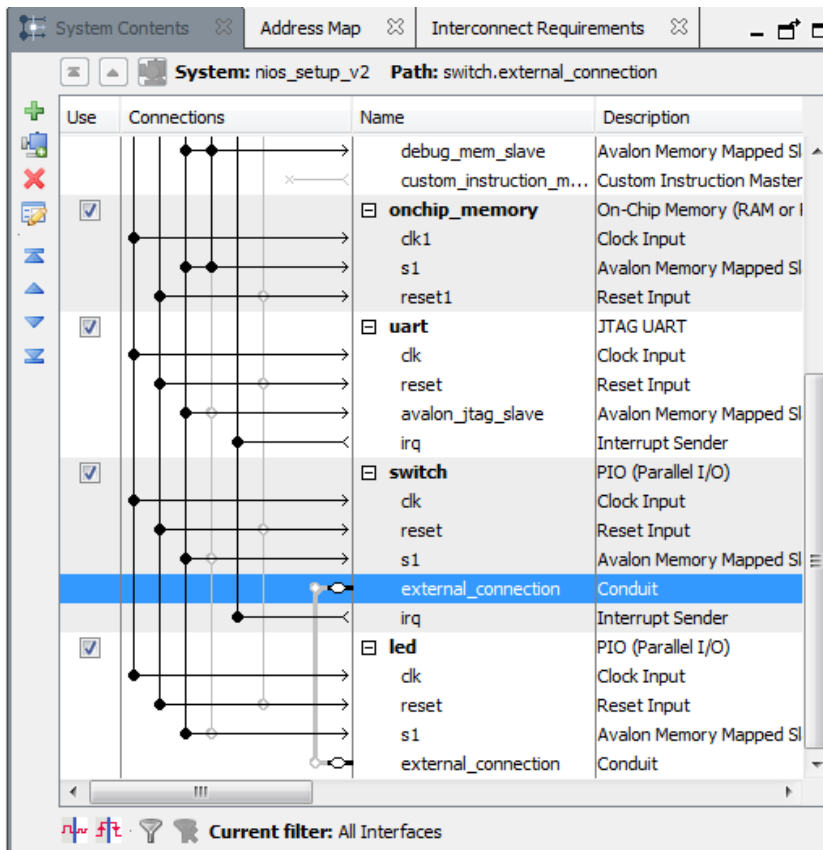 System Contents Address Map Interconnect Requirements
System: nios_setup_v2 Path: switch.external_connection
Use Connections Name Description
debug_mem_slave Avalon Memory Mapped Sl
custom_instruction_m... Custom Instruction Master
onchip_memory On-Chip Memory (RAM or
clk1 Clock Input
s1 Avalon Memory Mapped Sl
reset1 Reset Input
uart JTAG UART
clk Clock Input
reset Reset Input
avalon_jtag_slave Avalon Memory Mapped Sl
irq Interrupt Sender
switch PIO (Parallel I/O)
clk Clock Input
reset Reset Input
s1 Avalon Memory Mapped Sl
external_connection Conduit
irq Interrupt Sender
led PIO (Parallel I/O)
clk Clock Input
reset Reset Input
s1 Avalon Memory Mapped Sl
external_connection Conduit
Current filter: All Interfaces